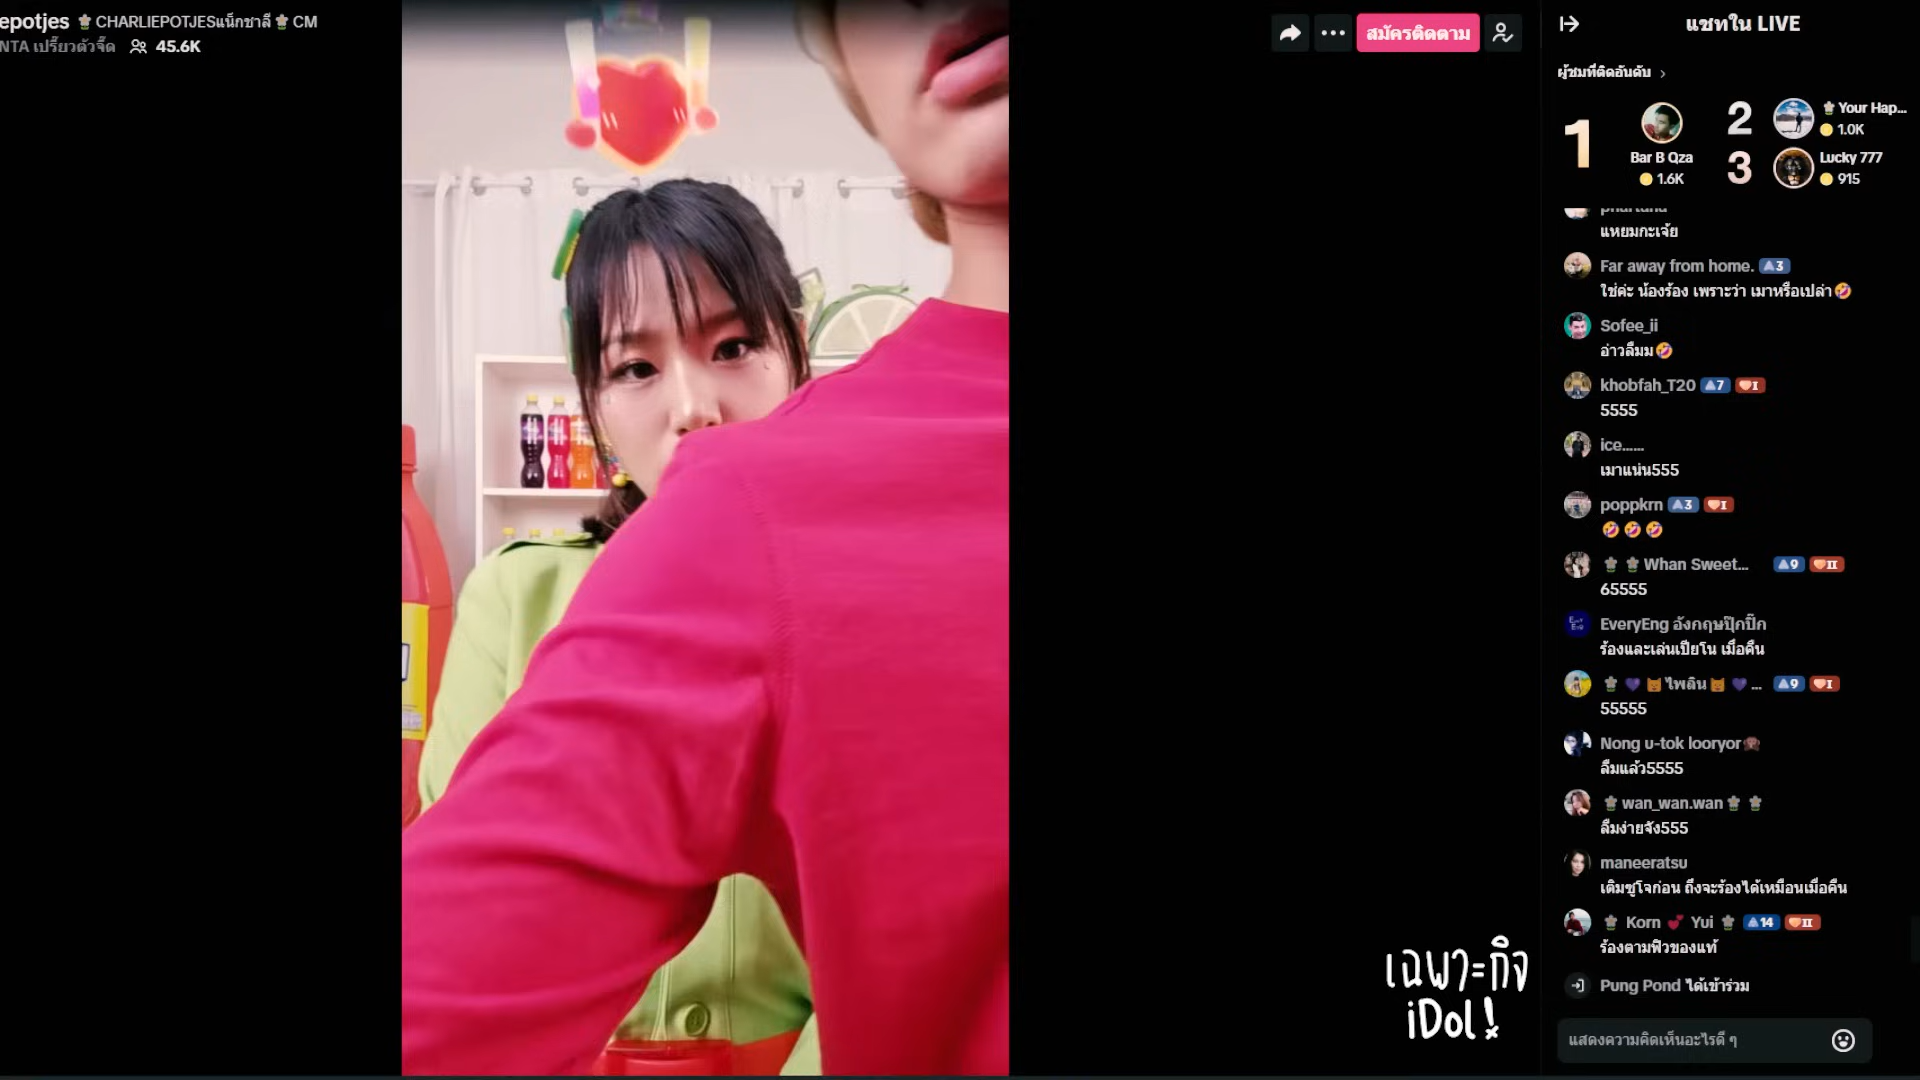 epotjes CHARLIEPOTJESแน็กชาลี CM
NTA เปรี้ยวตัวจี๊ด 45.6K
สมัครติดตาม
แชทใน LIVE
ผู้ชมที่ติดอันดับ
1
Bar B Qza
1.6K
2
Your Hap...
1.0K
3
Lucky 777
915
แหยมกะเจ้ย
Far away from home. 3
ใช่ค่ะ น้องร้อง เพราะว่า เมาหรือเปล่า🤣
Sofee_ii
อ่าวลืมม🤣
khobfah_T20 7 I
5555
ice......
เมาแน่น555
poppkrn 3 I
🤣🤣🤣
Whan Sweet... 9 II
65555
EveryEng อังกฤษปุ๊กปิ๊ก
ร้องและเล่นเปียโน เมื่อคืน
💜🐱ไพลิน🐱💜... 9 I
55555
Nong u-tok looryor🙊
ลืมแล้ว5555
wan_wan.wan
ลืมง่ายจัง555
maneeratsu
เติมชูโจก่อน ถึงจะร้องได้เหมือนเมื่อคืน
Korn 💕 Yui 14 II
ร้องตามฟิวของแท้
Pung Pond ได้เข้าร่วม
แสดงความคิดเห็นอะไรดี ๆ
เฉพาะกิจ
iDol!